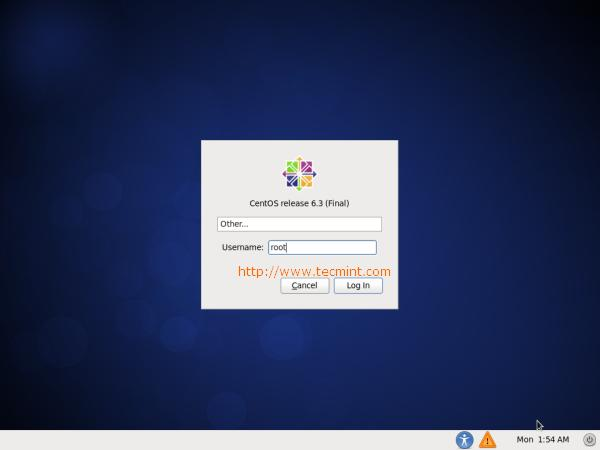 CentOS release 6.3 (Final)
Other...
Username: root
http://www.tecmint.com
Cancel Log In
Mon 1:54 AM